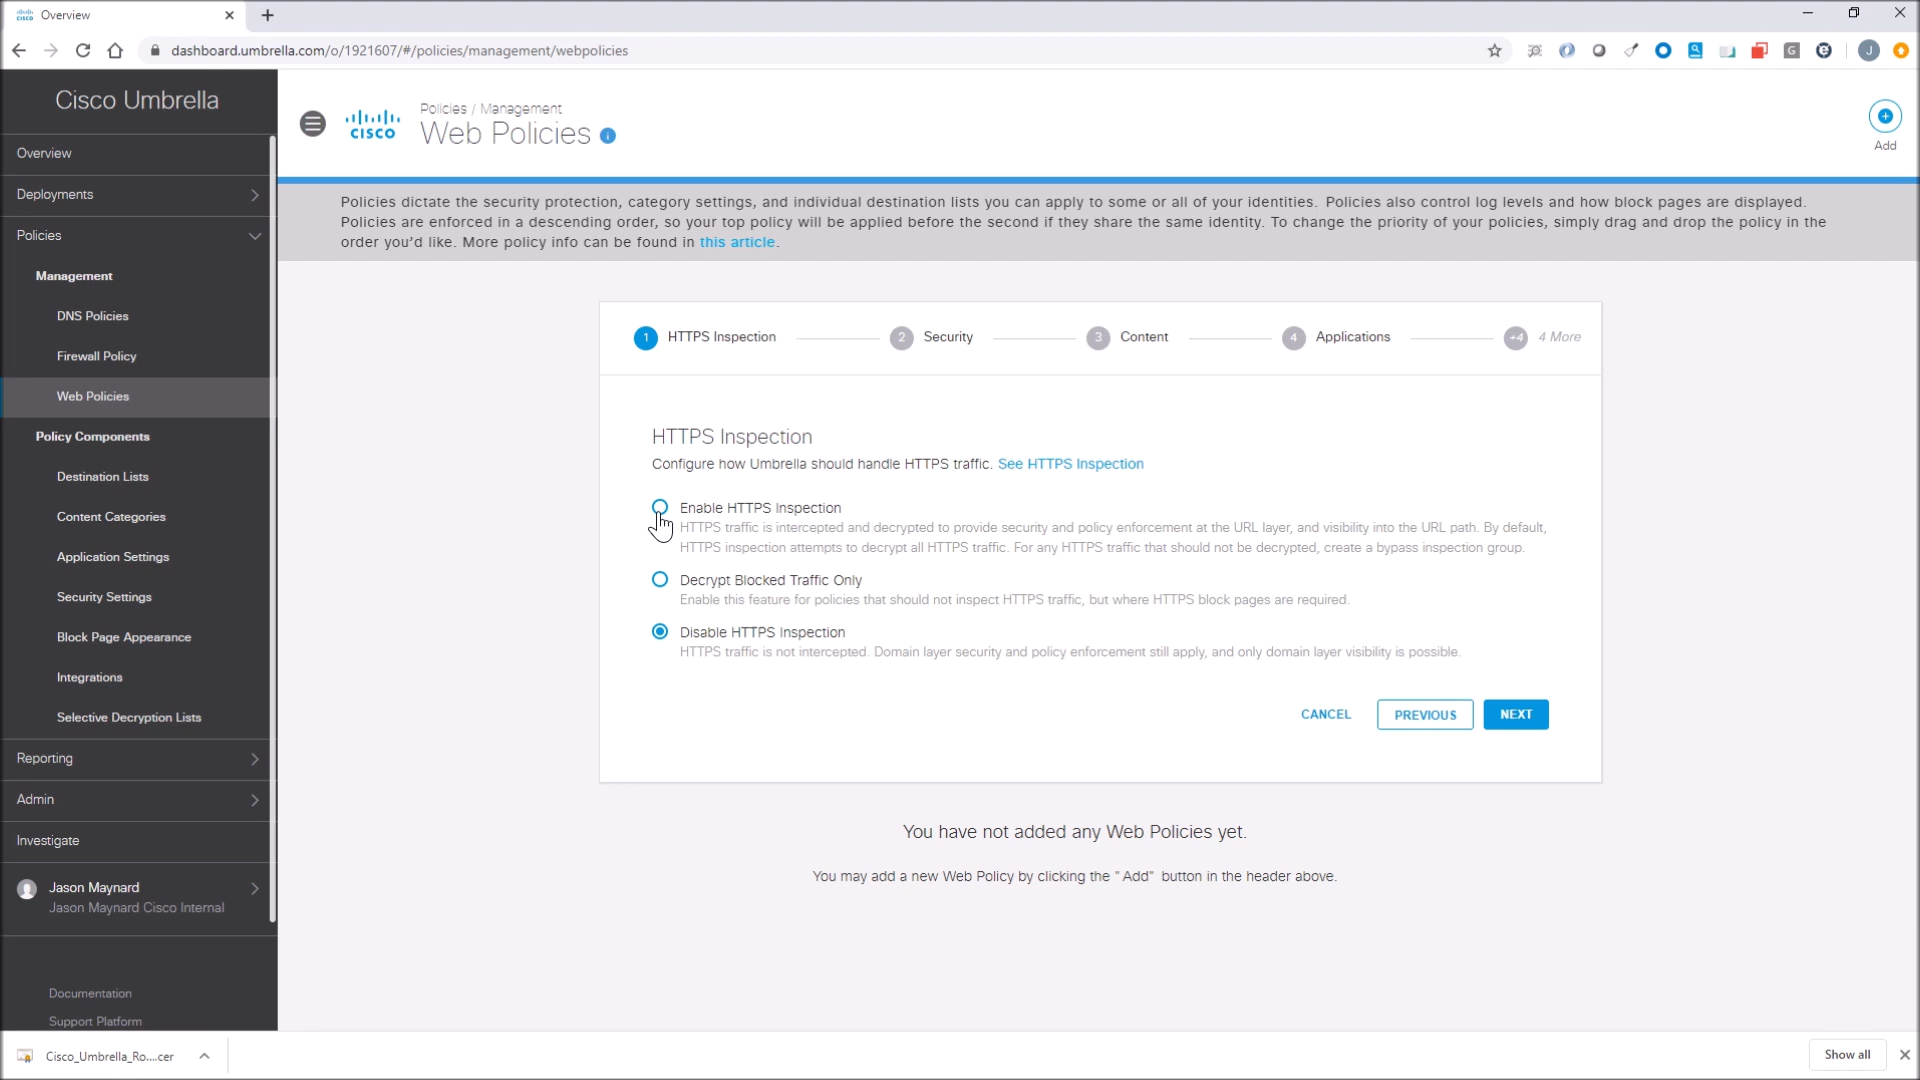 Overview
dashboard.umbrella.com/o/1921607/#/policies/management/webpolicies
G
J
Cisco Umbrella
Overview
Deployments
Policies
Management
DNS Policies
Firewall Policy
Web Policies
Policy Components
Destination Lists
Content Categories
Application Settings
Security Settings
Block Page Appearance
Integrations
Selective Decryption Lists
Reporting
Admin
Investigate
Jason Maynard
Jason Maynard Cisco Internal
Documentation
Support Platform
CISCO
Policies / Management
Web Policies
Add
Policies dictate the security protection, category settings, and individual destination lists you can apply to some or all of your identities. Policies also control log levels and how block pages are displayed.
Policies are enforced in a descending order, so your top policy will be applied before the second if they share the same identity. To change the priority of your policies, simply drag and drop the policy in the
order you'd like. More policy info can be found in this article.
1 HTTPS Inspection 2 Security 3 Content 4 Applications +4 4 More
HTTPS Inspection
Configure how Umbrella should handle HTTPS traffic. See HTTPS Inspection
Enable HTTPS Inspection
HTTPS traffic is intercepted and decrypted to provide security and policy enforcement at the URL layer, and visibility into the URL path. By default,
HTTPS inspection attempts to decrypt all HTTPS traffic. For any HTTPS traffic that should not be decrypted, create a bypass inspection group.
Decrypt Blocked Traffic Only
Enable this feature for policies that should not inspect HTTPS traffic, but where HTTPS block pages are required.
Disable HTTPS Inspection
HTTPS traffic is not intercepted. Domain layer security and policy enforcement still apply, and only domain layer visibility is possible.
CANCEL PREVIOUS NEXT
You have not added any Web Policies yet.
You may add a new Web Policy by clicking the "Add" button in the header above.
Cisco_Umbrella_Ro....cer
Show all